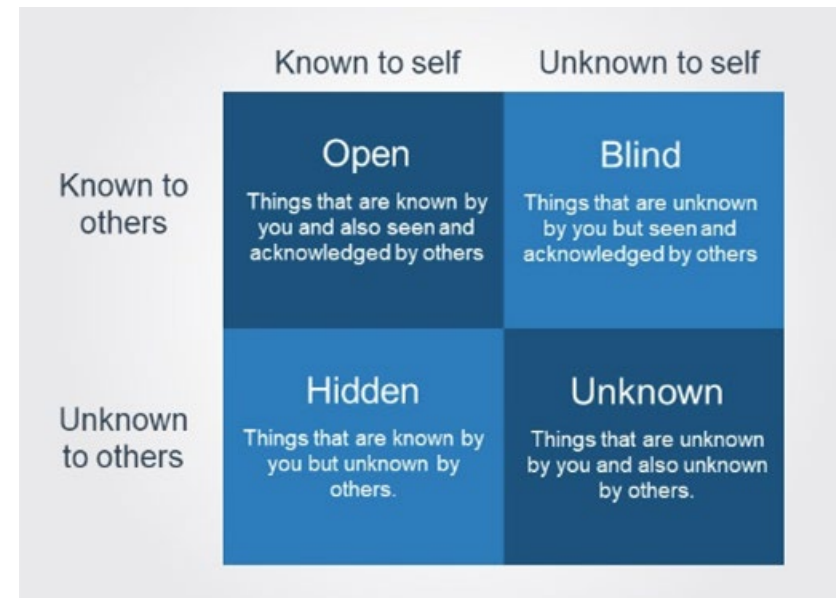 Known to self
Unknown to self
Known to
others
Open
Things that are known by
you and also seen and
acknowledged by others
Blind
Things that are unknown
by you but seen and
acknowledged by others
Unknown
to others
Hidden
Things that are known by
you but unknown by
others.
Unknown
Things that are unknown
by you and also unknown
by others.